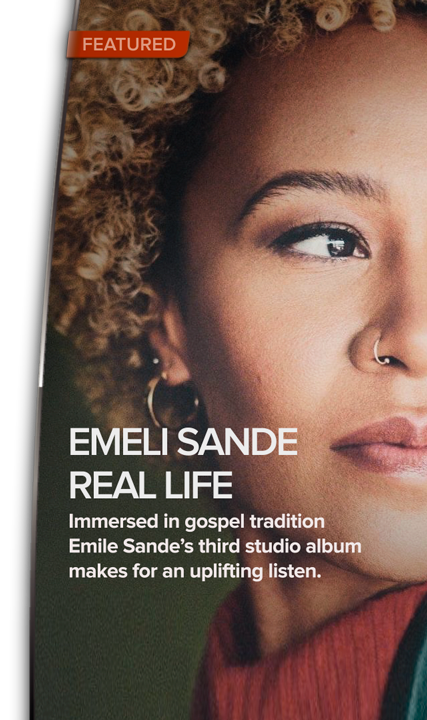 FEATURED
EMELI SANDE
REAL LIFE
Immersed in gospel tradition
Emile Sande's third studio album
makes for an uplifting listen.